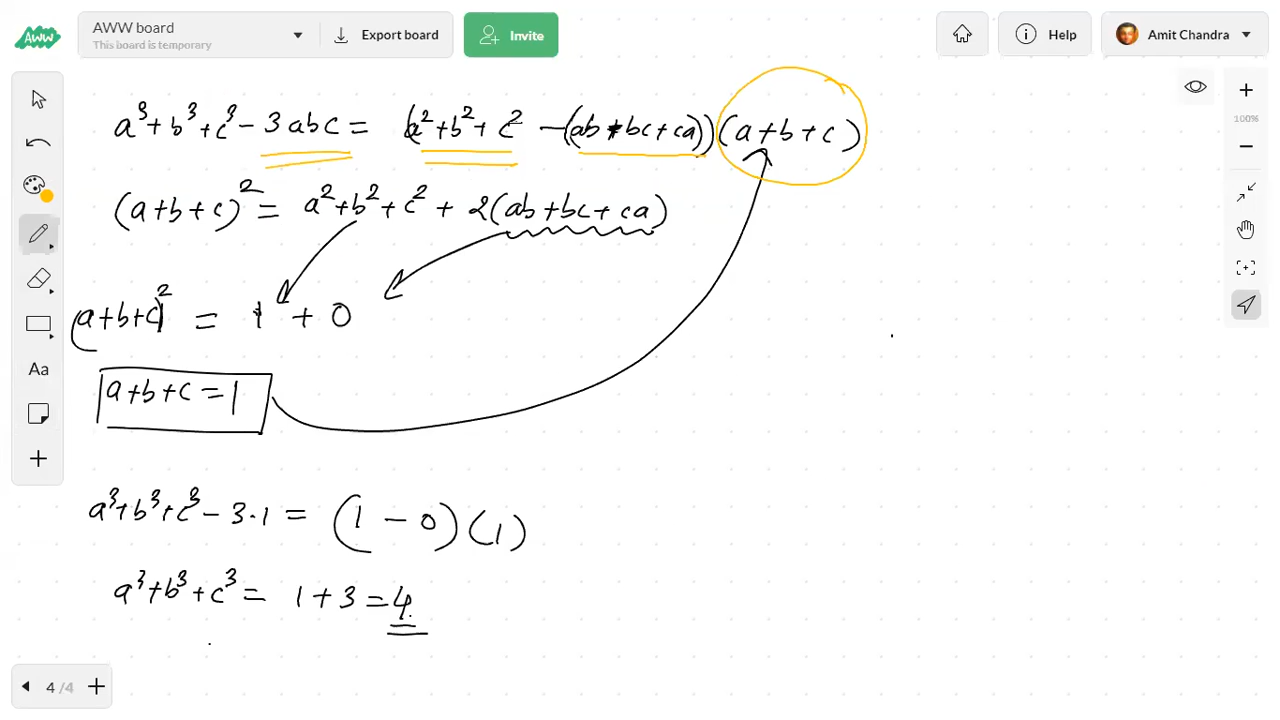 AWW
AWW board
This board is temporary
Export board
Invite
Help
Amit Chandra
a³+b³+c³-3abc = (a²+b²+c²-(ab+bc+ca))(a+b+c)
(a+b+c)² = a²+b²+c²+2(ab+bc+ca)
(a+b+c)² = 1 + 0
a+b+c=1
a³+b³+c³-3·1 = (1-0)(1)
a³+b³+c³ = 1+3=4
100%
Aa
4/4